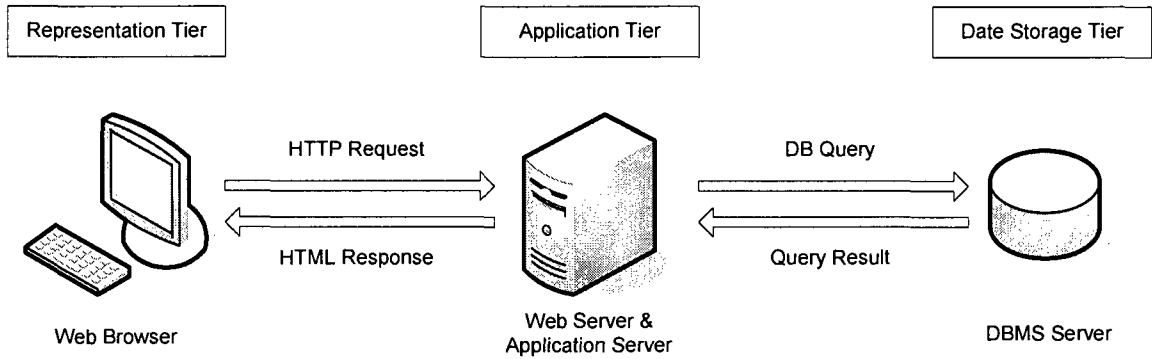 Representation Tier
Application Tier
Date Storage Tier
HTTP Request
DB Query
HTML Response
Query Result
Web Browser
Web Server &
Application Server
DBMS Server